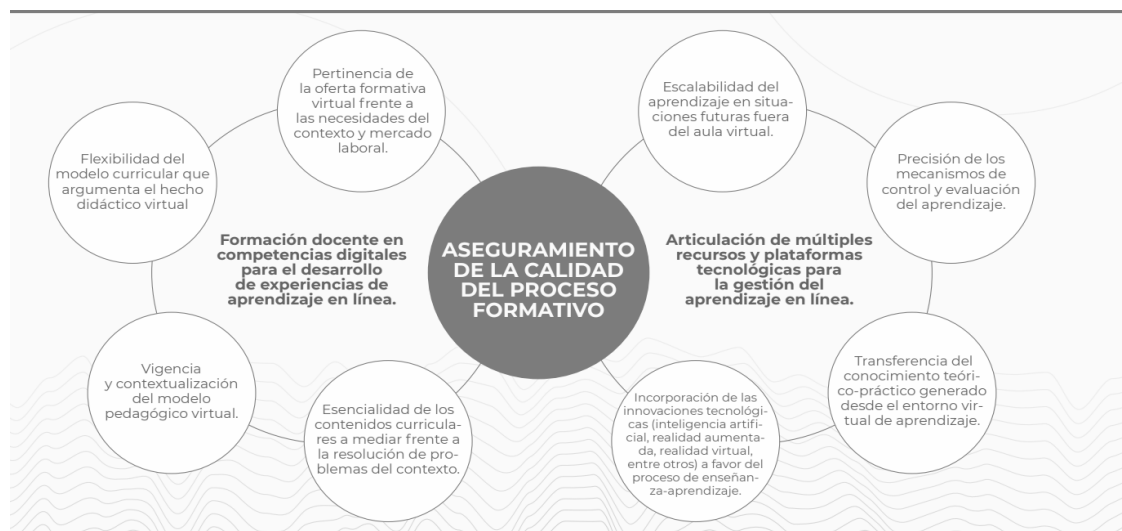 Pertinencia de
la oferta formativa
virtual frente a
las necesidades del
contexto y mercado
laboral.
Flexibilidad del
modelo curricular que
argumenta el hecho
didáctico virtual
Formación docente en
competencias digitales
para el desarrollo
de experiencias de
aprendizaje en línea.
Vigencia
y contextualización
del modelo
pedagógico virtual.
Esencialidad de los
contenidos curricula-
res a mediar frente a
la resolución de pro-
blemas del contexto.
ASEGURAMIENTO
DE LA CALIDAD
DEL PROCESO
FORMATIVO
Escalabilidad del
aprendizaje en situa-
ciones futuras fuera
del aula virtual.
Precisión de los
mecanismos de
control y evaluación
del aprendizaje.
Articulación de múltiples
recursos y plataformas
tecnológicas para
la gestión del
aprendizaje en línea.
Transferencia del
conocimiento teóri-
co-práctico generado
desde el entorno vir-
tual de aprendizaje.
Incorporación de las
innovaciones tecnológi-
cas (inteligencia artifi-
cial, realidad aumenta-
da, realidad virtual,
entre otros) a favor del
proceso de enseñan-
za-aprendizaje.